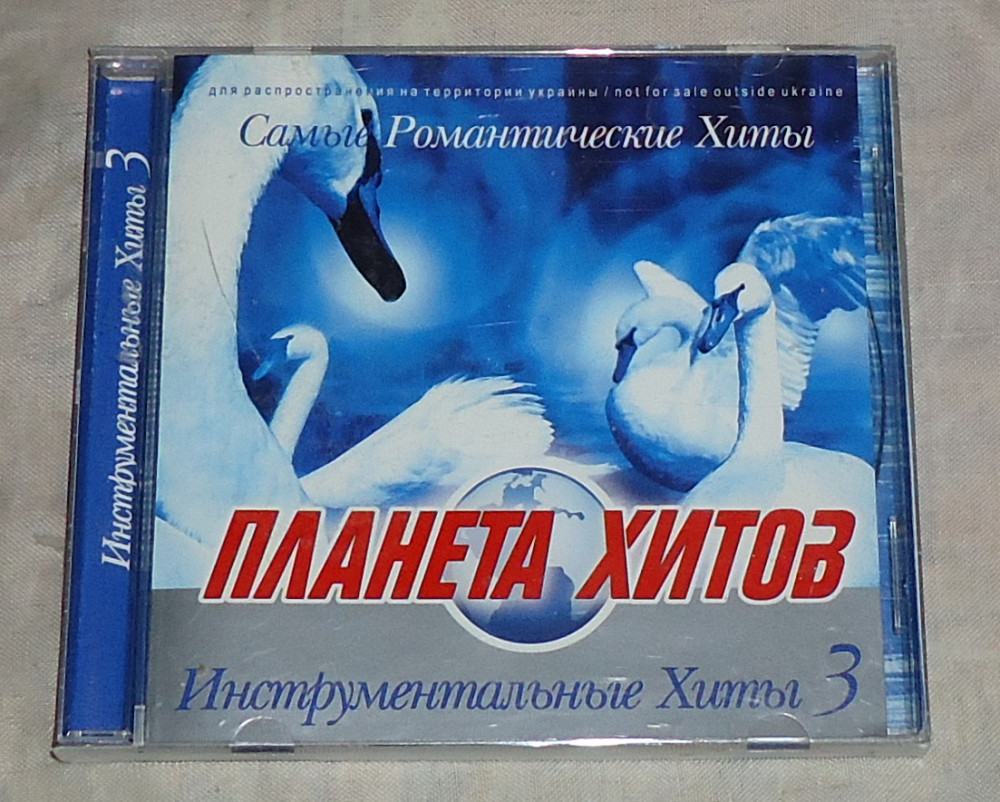 для распространения на территории украины / not for sale outside ukraine
Самые Романтические Хиты
ПЛАНЕТА ХИТОВ
Инструментальные Хиты 3
Инструментальные Хиты 3